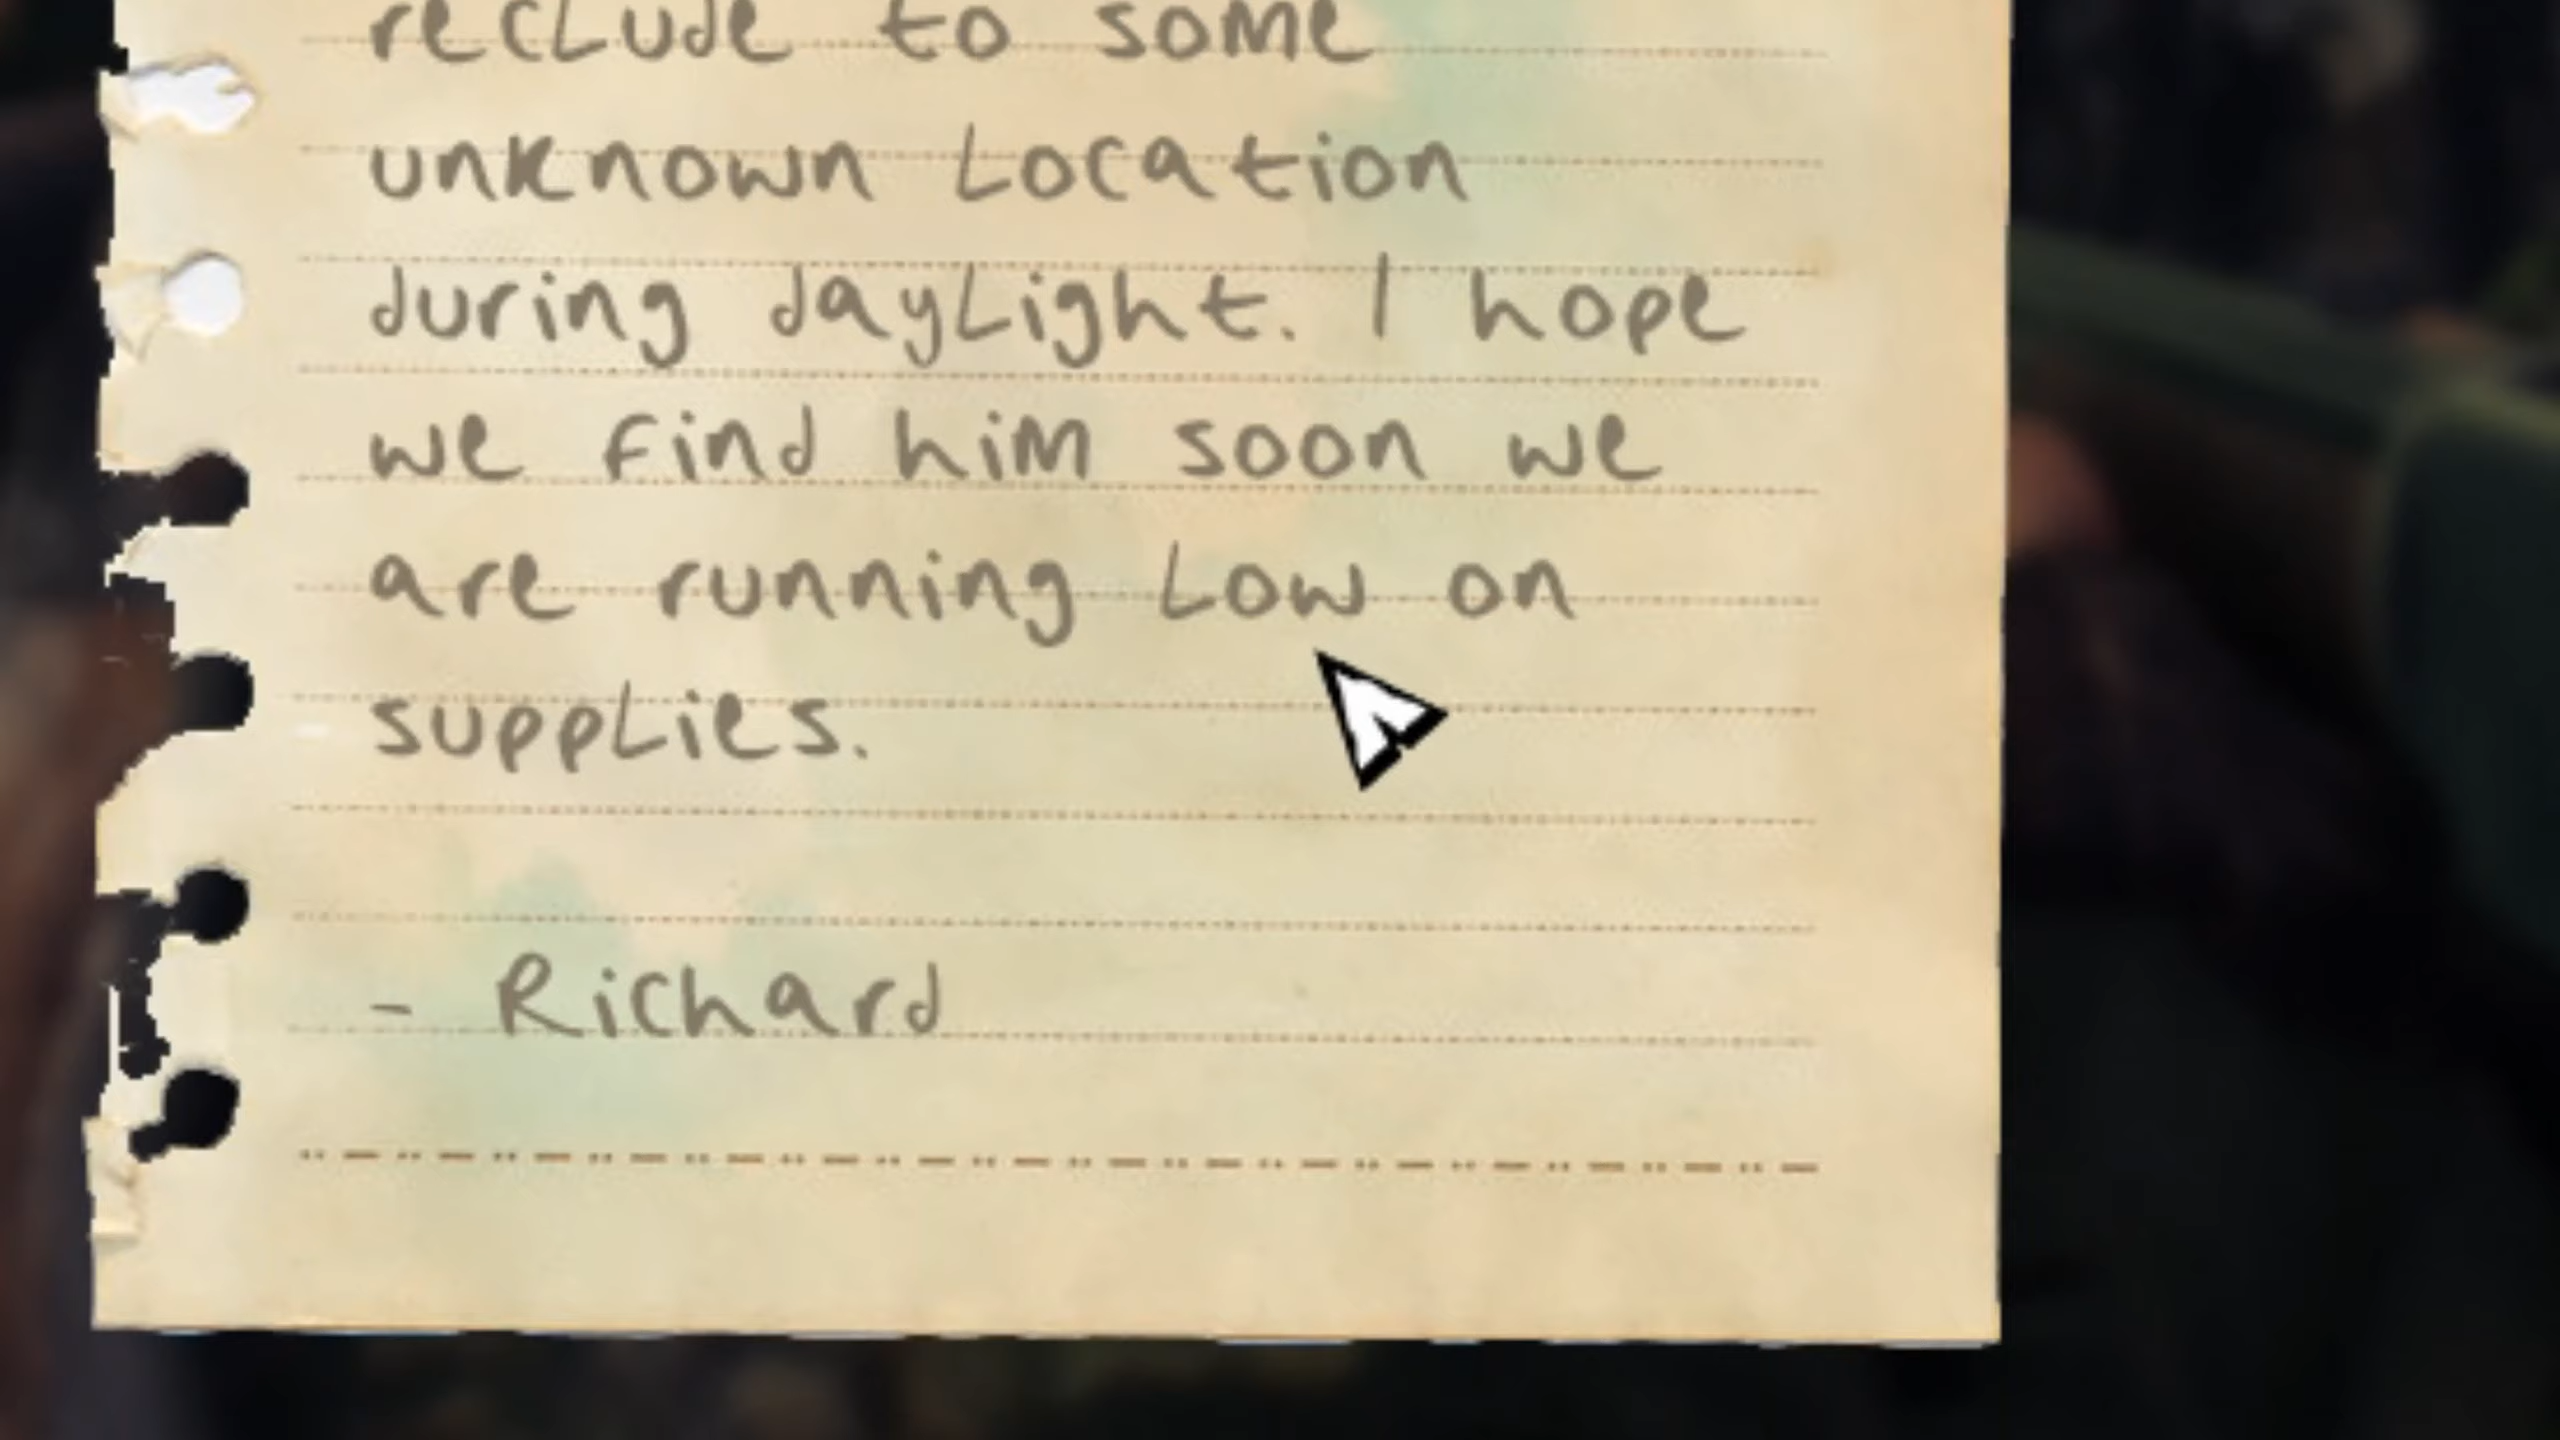 reclude to some
unknown Location
during dayLight. I hope
we find him soon we
are running Low on
suppLies.
- Richard